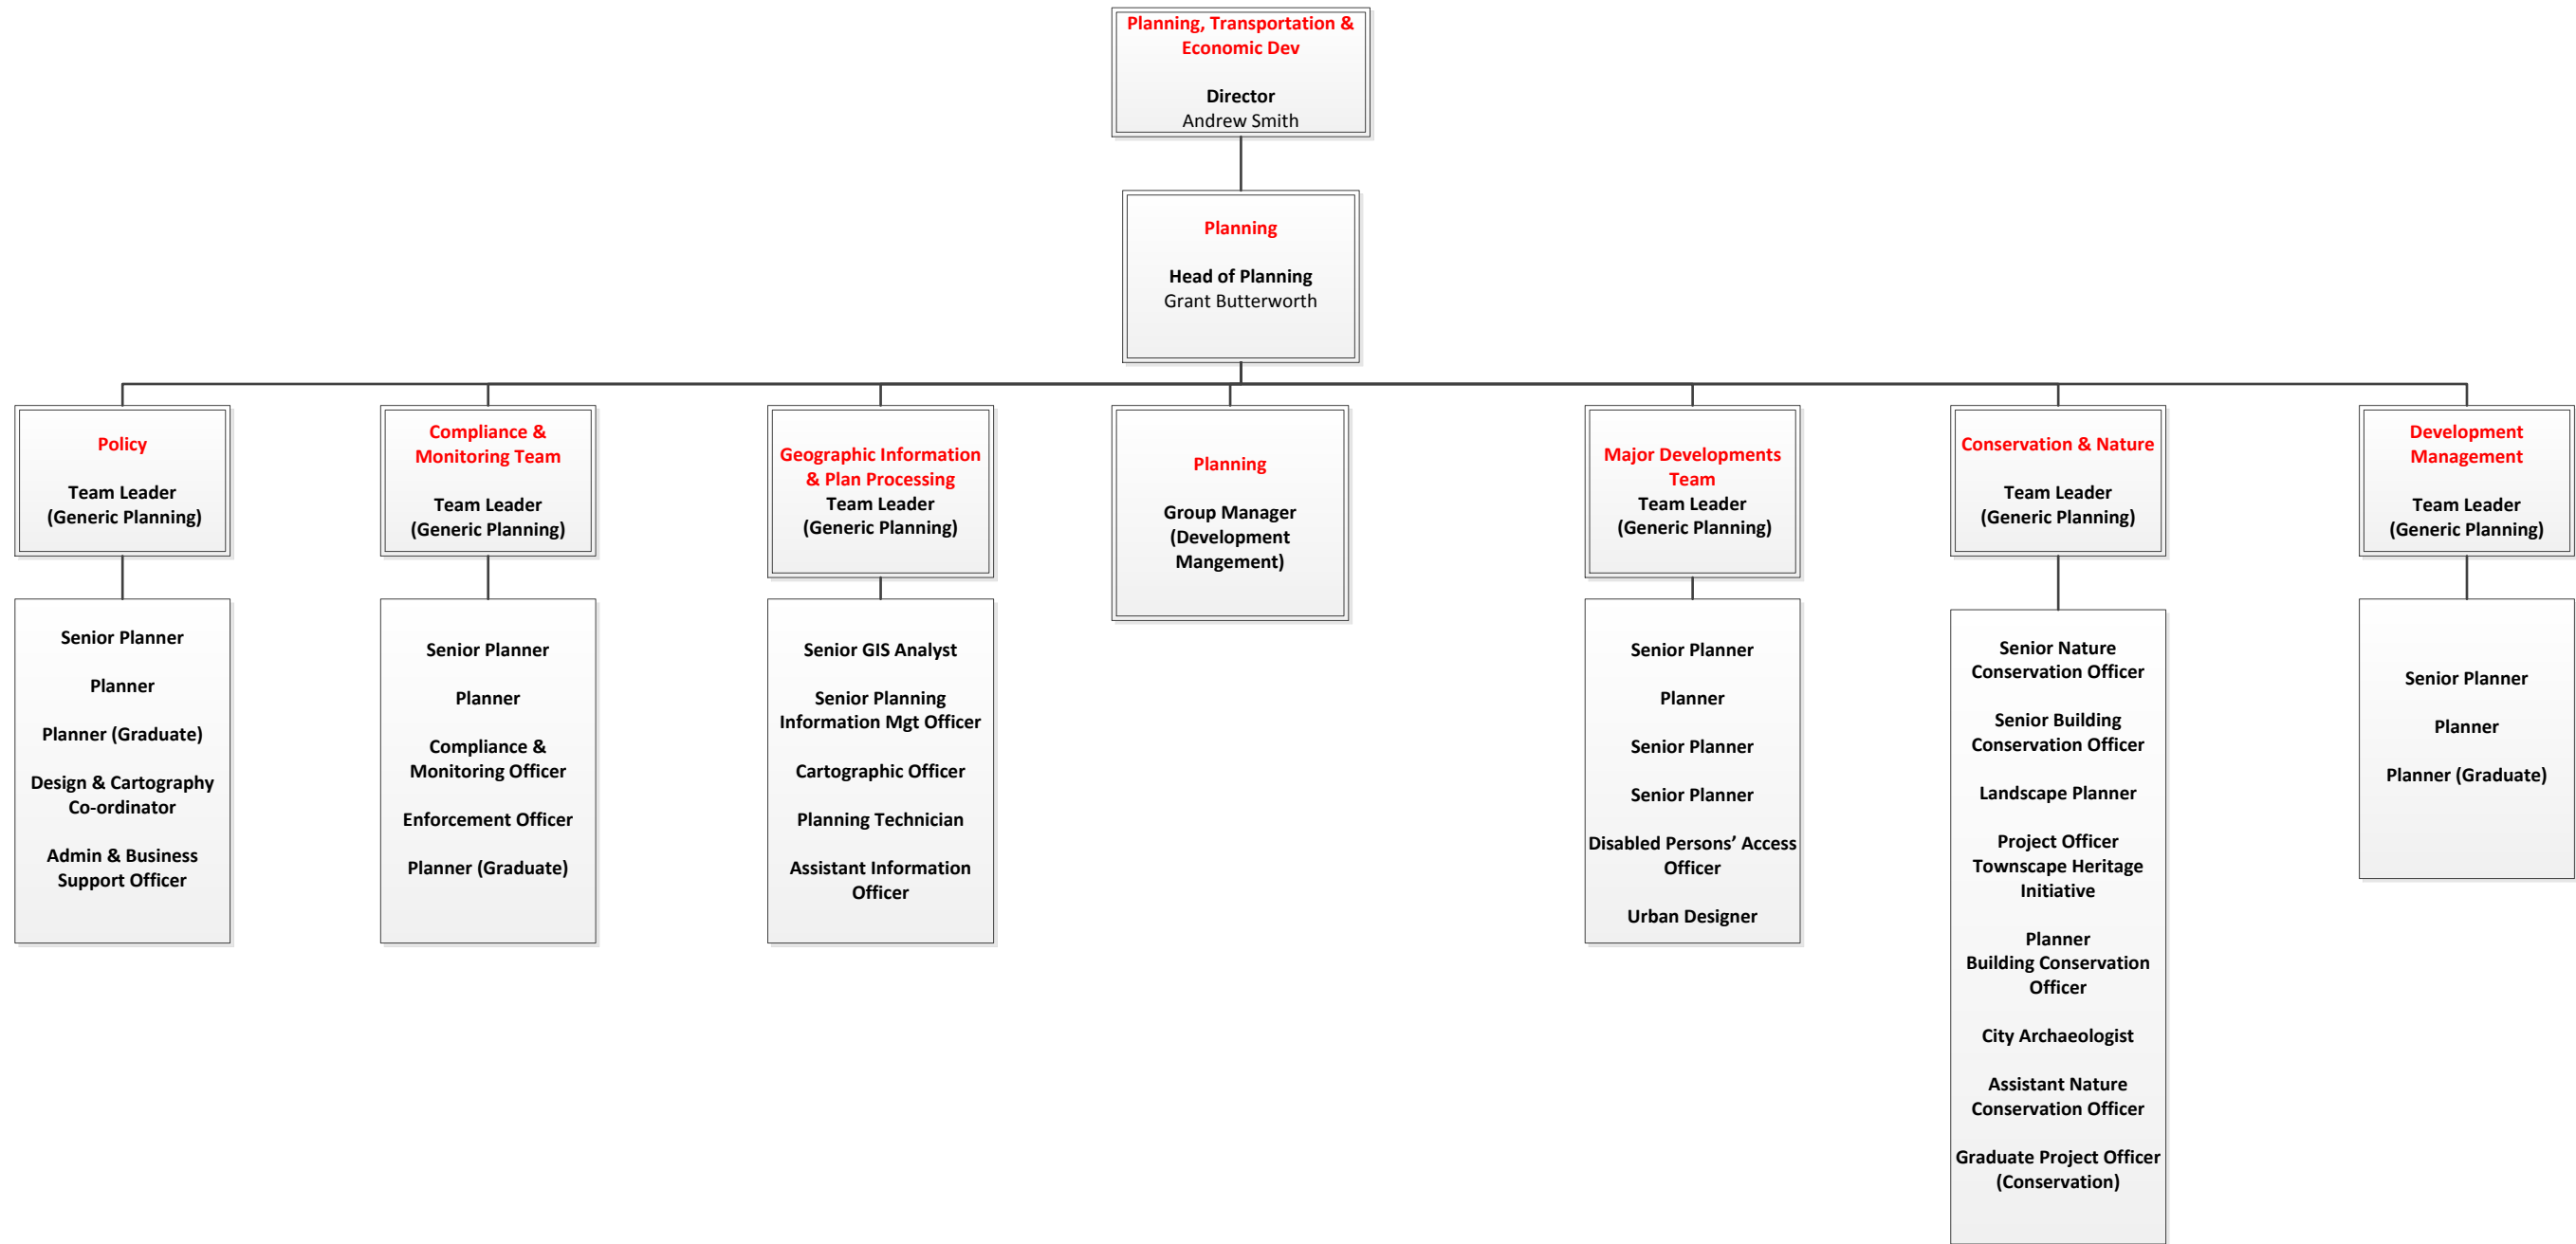 Planning, Transportation &
Economic Dev
Director
Andrew Smith
Planning
Head of Planning
Grant Butterworth
Policy
Team Leader
(Generic Planning)
Compliance &
Monitoring Team
Team Leader
(Generic Planning)
Geographic Information
& Plan Processing
Team Leader
(Generic Planning)
Planning
Group Manager
(Development
Mangement)
Major Developments
Team
Team Leader
(Generic Planning)
Conservation & Nature
Team Leader
(Generic Planning)
Development
Management
Team Leader
(Generic Planning)
Senior Planner
Planner
Planner (Graduate)
Design & Cartography
Co-ordinator
Admin & Business
Support Officer
Senior Planner
Planner
Compliance &
Monitoring Officer
Enforcement Officer
Planner (Graduate)
Senior GIS Analyst
Senior Planning
Information Mgt Officer
Cartographic Officer
Planning Technician
Assistant Information
Officer
Senior Planner
Planner
Senior Planner
Senior Planner
Disabled Persons’ Access
Officer
Urban Designer
Senior Nature
Conservation Officer
Senior Building
Conservation Officer
Landscape Planner
Project Officer
Townscape Heritage
Initiative
Planner
Building Conservation
Officer
City Archaeologist
Assistant Nature
Conservation Officer
Graduate Project Officer
(Conservation)
Senior Planner
Planner
Planner (Graduate)